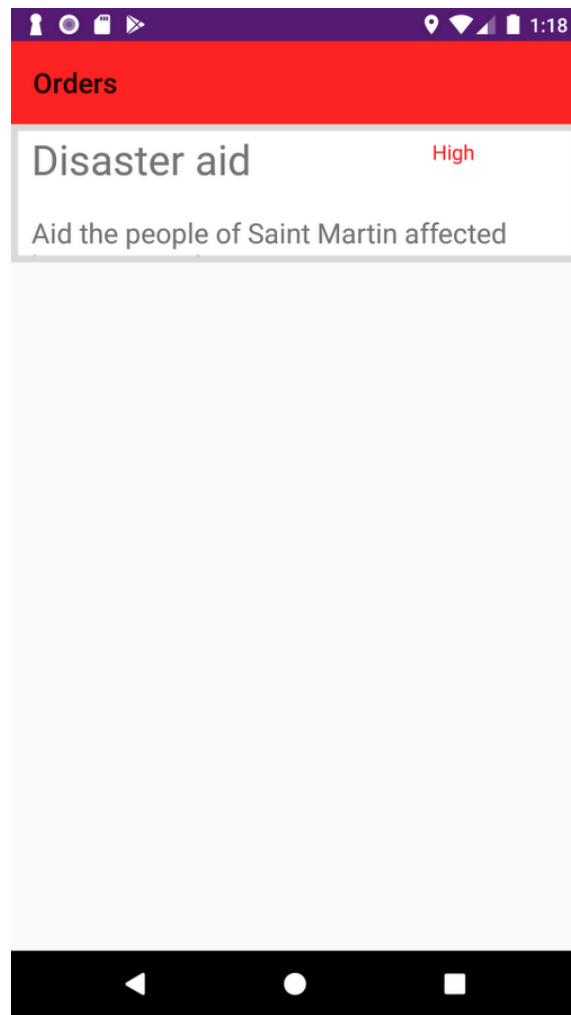 1:18
Orders
Disaster aid
High
Aid the people of Saint Martin affected